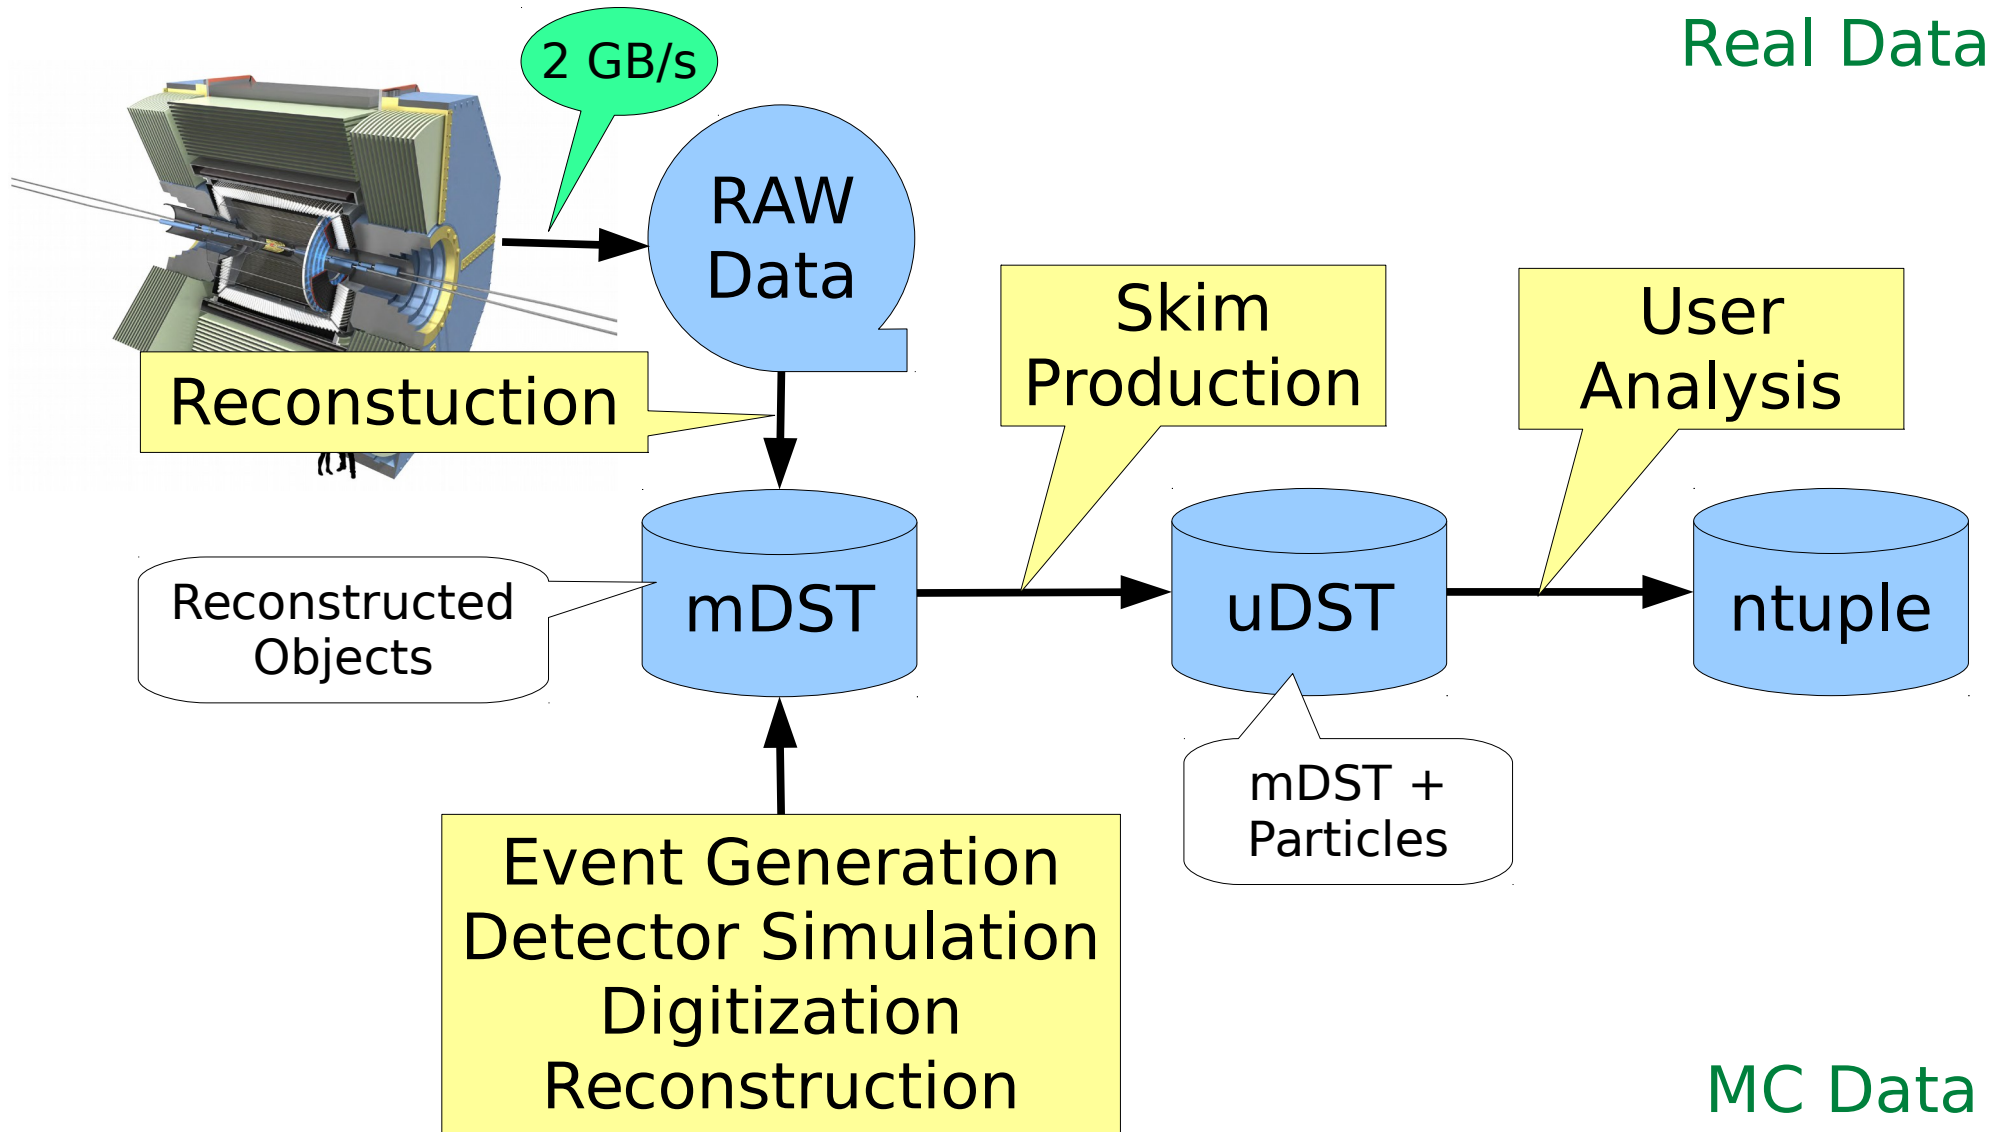 Real Data
2 GB/s
RAW
Data
Skim
Production
User
Analysis
Reconstuction
Reconstructed
Objects
mDST
uDST
ntuple
mDST +
Particles
Event Generation
Detector Simulation
Digitization
Reconstruction
MC Data